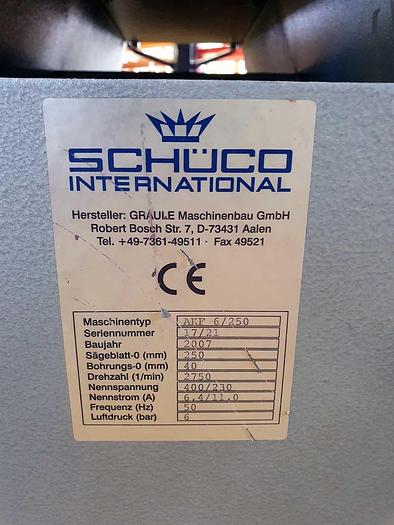 SCHÜCO
INTERNATIONAL
Hersteller: GRAULE Maschinenbau GmbH
Robert Bosch Str. 7, D-73431 Aalen
Tel. +49-7361-49511 · Fax 49521
CE
Maschinentyp AKF 6/250
Seriennummer 17/21
Baujahr 2007
Sägeblatt-0 (mm) 250
Bohrungs-0 (mm) 40
Drehzahl (1/min) 2750
Nennspannung 400/230
Nennstrom (A) 6,4/11.0
Frequenz (Hz) 50
Luftdruck (bar) 6